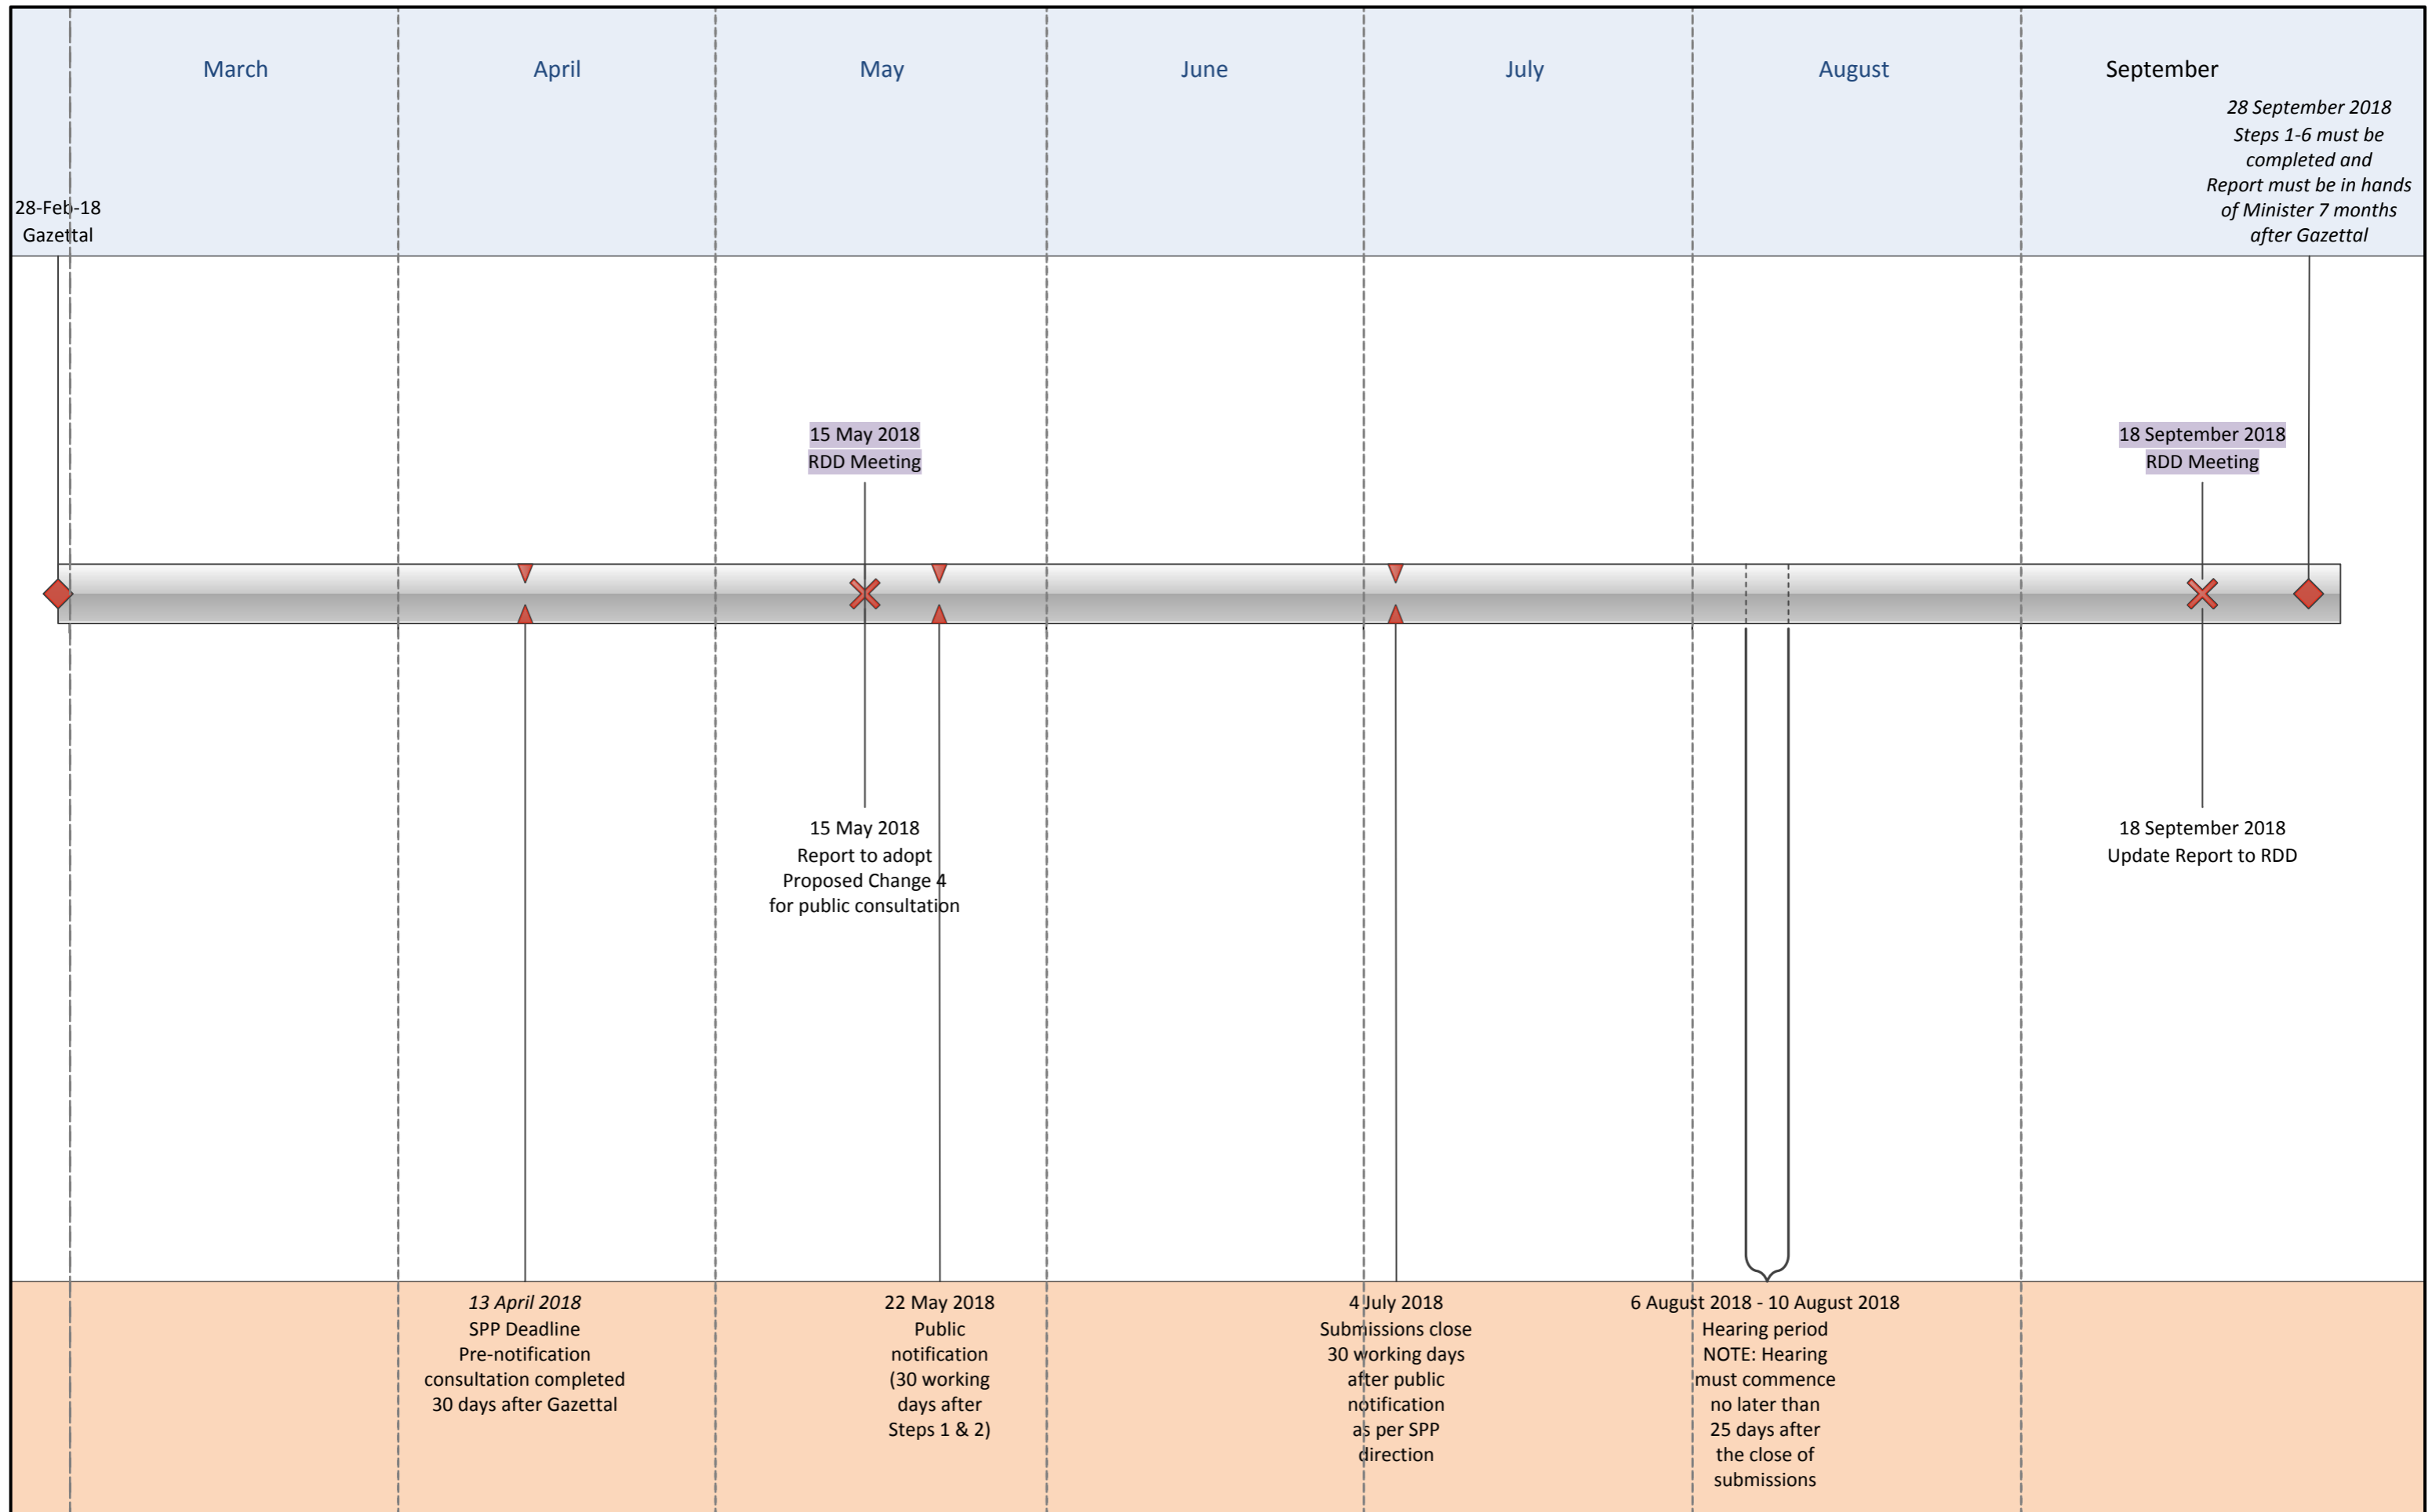 March
April
May
June
July
August
September
28 September 2018
Steps 1-6 must be
completed and
Report must be in hands
of Minister 7 months
after Gazettal
28-Feb-18
Gazettal
15 May 2018
RDD Meeting
18 September 2018
RDD Meeting
15 May 2018
Report to adopt
Proposed Change 4
for public consultation
18 September 2018
Update Report to RDD
13 April 2018
SPP Deadline
Pre-notification
consultation completed
30 days after Gazettal
22 May 2018
Public
notification
(30 working
days after
Steps 1 & 2)
4 July 2018
Submissions close
30 working days
after public
notification
as per SPP
direction
6 August 2018 - 10 August 2018
Hearing period
NOTE: Hearing
must commence
no later than
25 days after
the close of
submissions